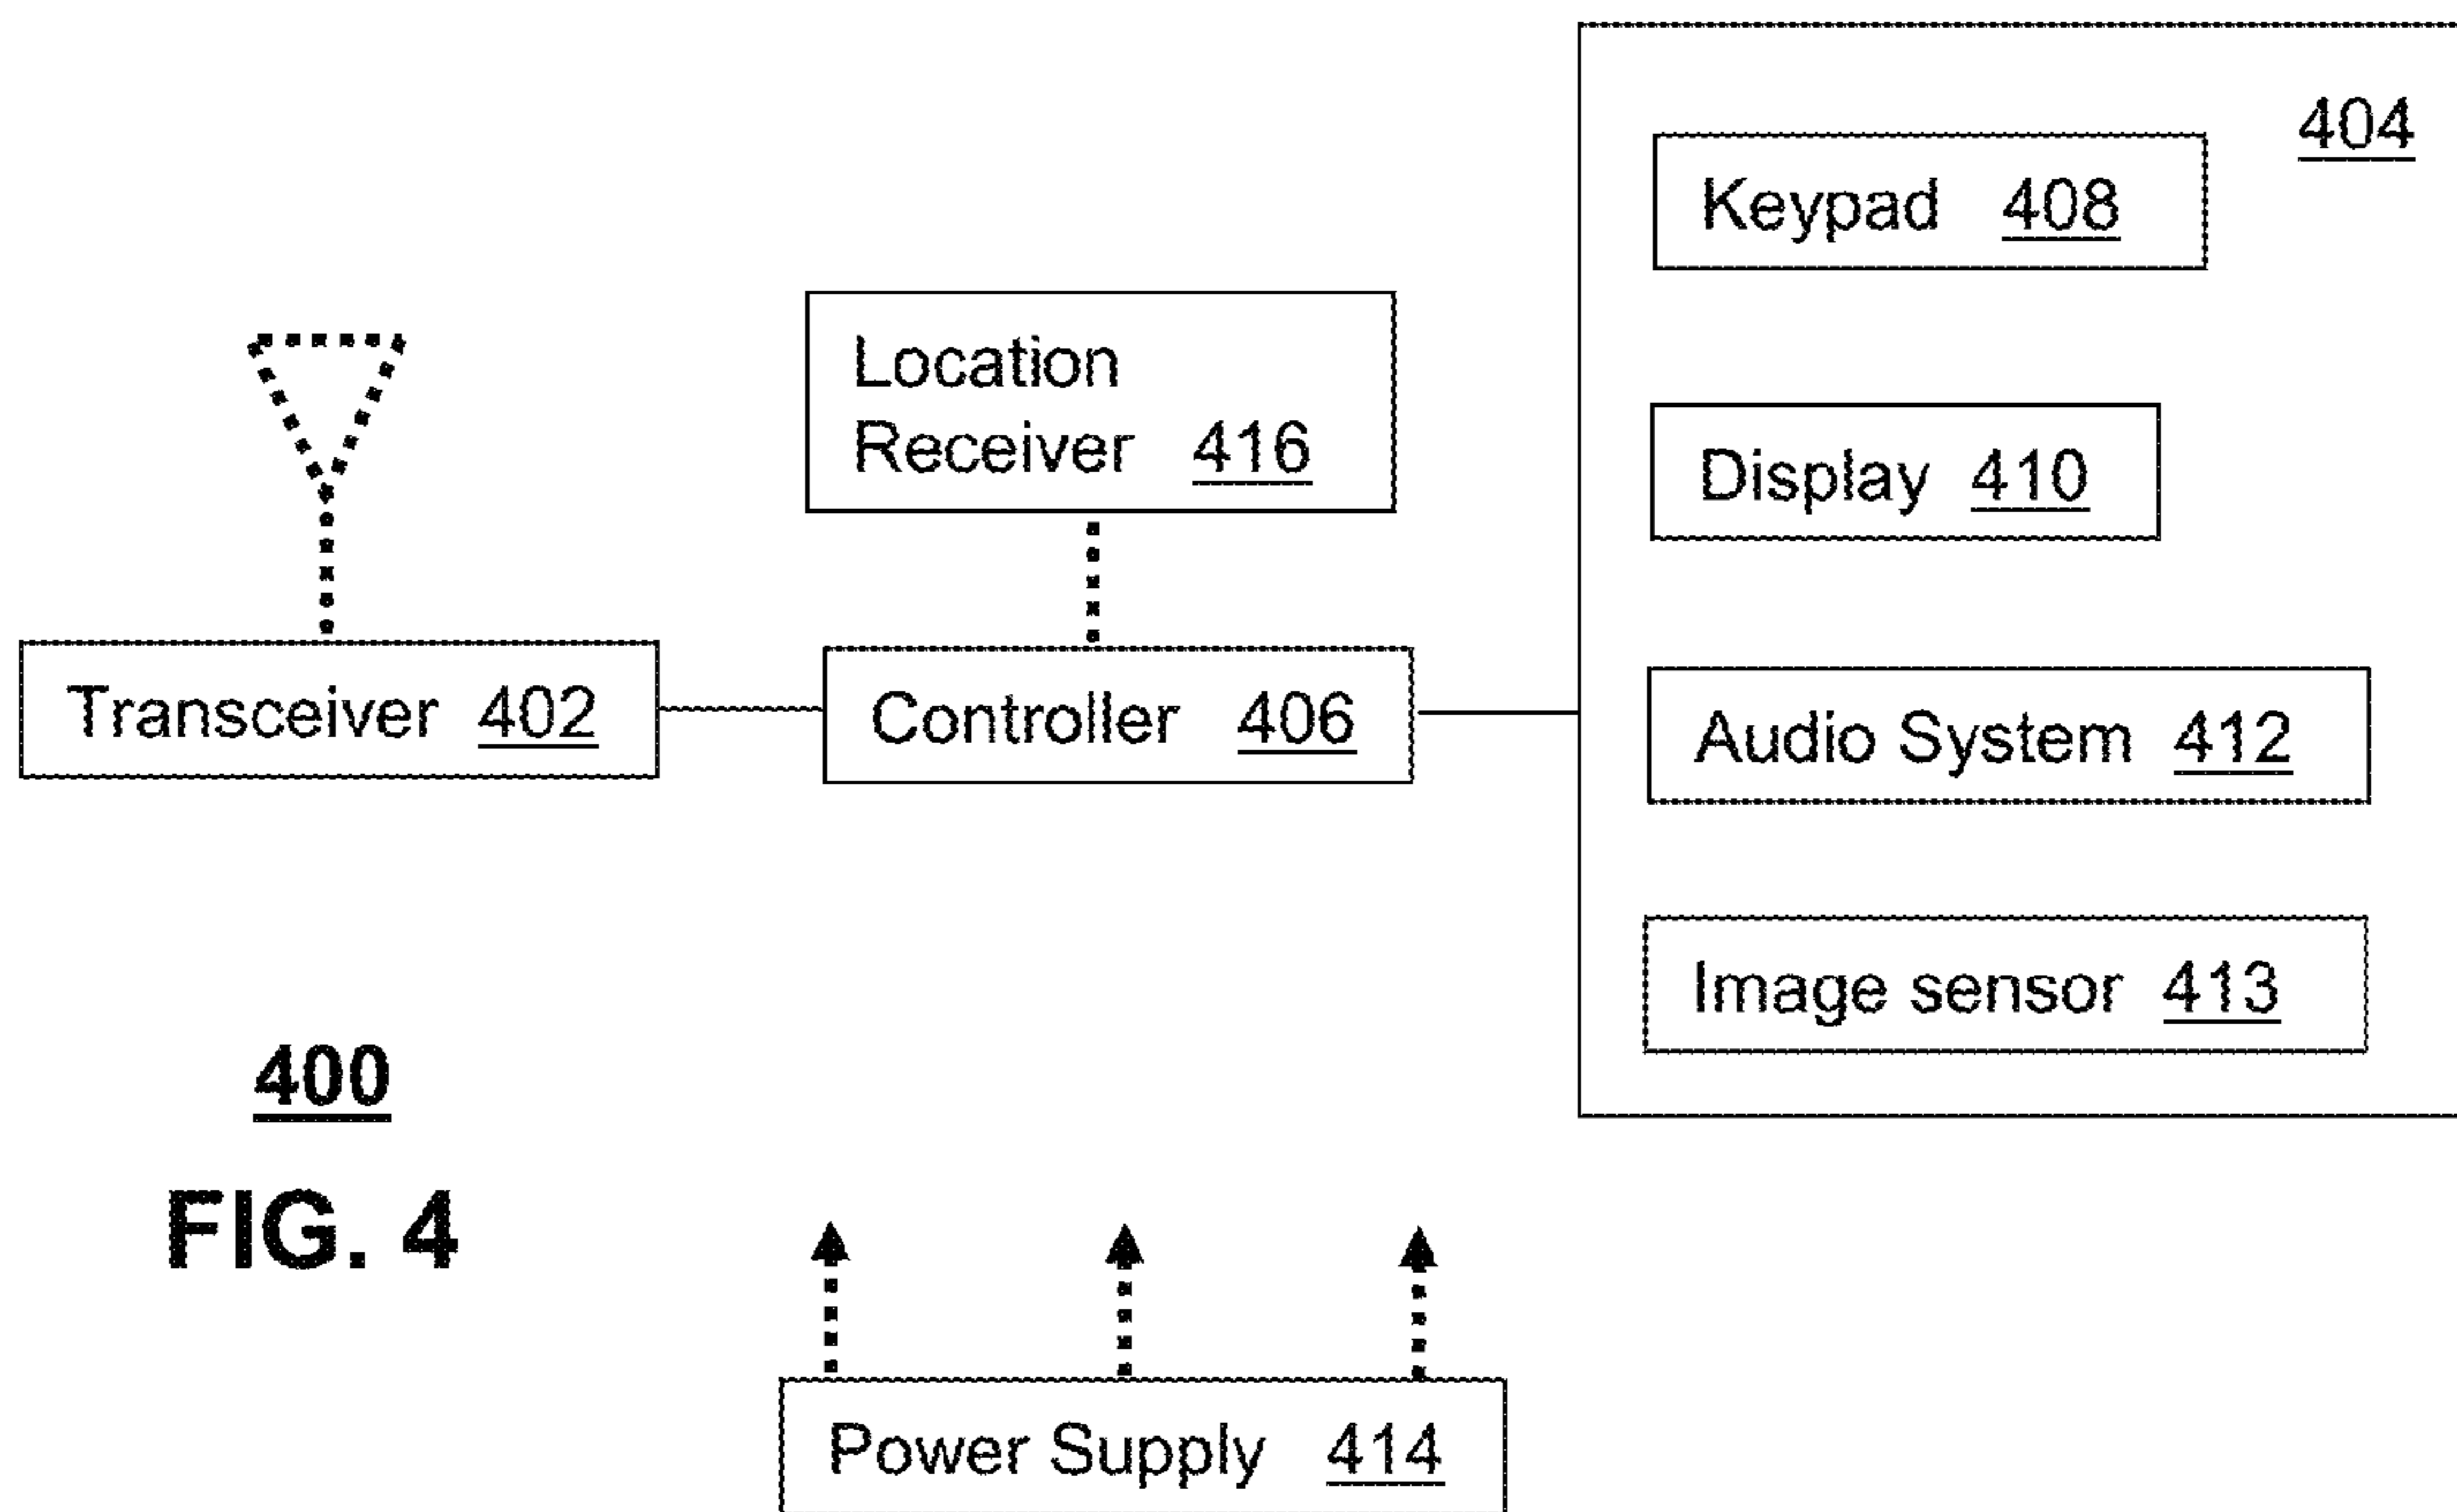 404
Keypad 408
Location
Receiver 416
Display 410
Transceiver 402
Controller 406
Audio System 412
Image sensor 413
400
FIG. 4
Power Supply 414